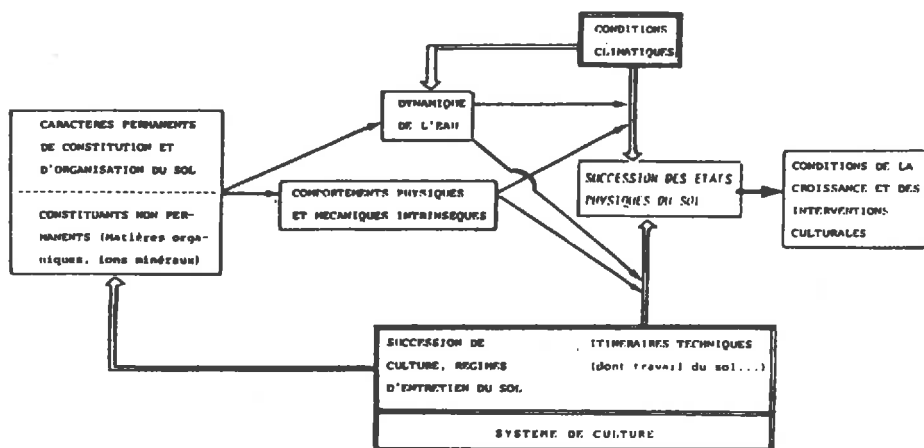 CONDITIONS
CLIMATIQUES
DYNAMIQUE
DE L'EAU
CARACTERES PERMANENTS
DE CONSTITUTION ET
D'ORGANISATION DU SOL
CONSTITUANTS NON PER-
MANENTS (Matières orga-
niques, ions minéraux)
COMPORTEMENTS PHYSIQUES
ET MECANIQUES INTRINSEQUES
SUCCESSION DES ETATS
PHYSIQUES DU SOL
CONDITIONS DE LA
CROISSANCE ET DES
INTERVENTIONS
CULTURALES
SUCCESSION DE
CULTURE, REGIMES
D'ENTRETIEN DU SOL
ITINERAIRES TECHNIQUES
(dont travail du sol...)
SYSTEME DE CULTURE